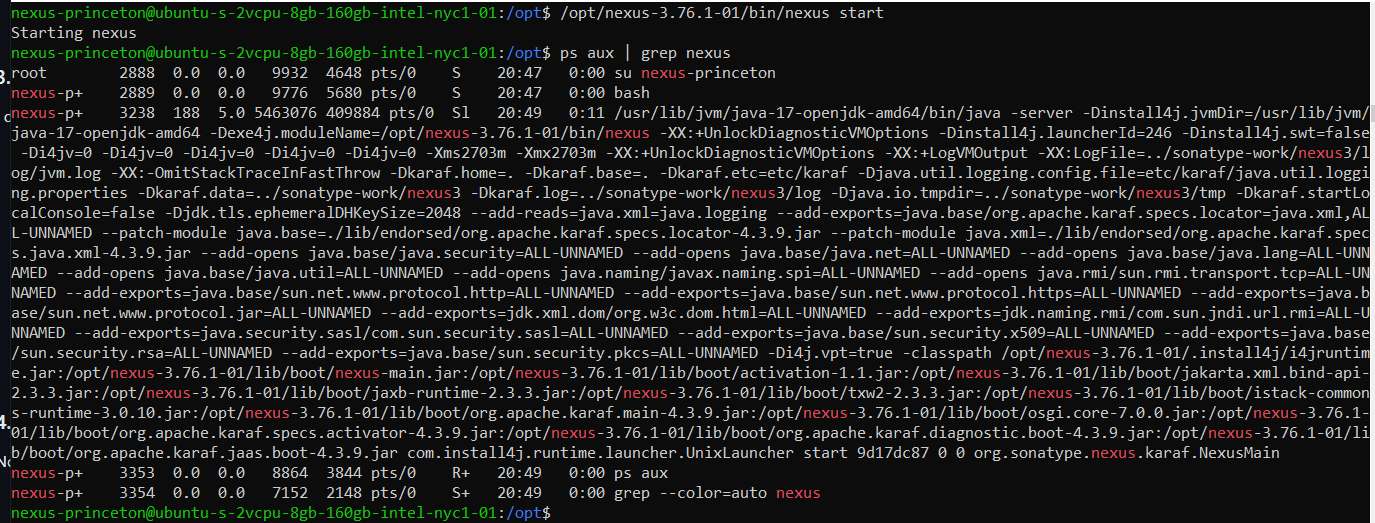 nexus-princeton@ubuntu-s-2vcpu-8gb-160gb-intel-nyc1-01:/opt$ /opt/nexus-3.76.1-01/bin/nexus start
Starting nexus
nexus-princeton@ubuntu-s-2vcpu-8gb-160gb-intel-nyc1-01:/opt$ ps aux | grep nexus
root 2888 0.0 0.0 9932 4648 pts/0 S 20:47 0:00 su nexus-princeton
nexus-p+ 2889 0.0 0.0 9776 5680 pts/0 S 20:47 0:00 bash
nexus-p+ 3238 188 5.0 5463076 409884 pts/0 Sl 20:49 0:11 /usr/lib/jvm/java-17-openjdk-amd64/bin/java -server -Dinstall4j.jvmDir=/usr/lib/jvm/
java-17-openjdk-amd64 -Dexe4j.moduleName=/opt/nexus-3.76.1-01/bin/nexus -XX:+UnlockDiagnosticVMOptions -Dinstall4j.launcherId=246 -Dinstall4j.swt=false
-Di4jv=0 -Di4jv=0 -Di4jv=0 -Di4jv=0 -Di4jv=0 -Xms2703m -Xmx2703m -XX:+UnlockDiagnosticVMOptions -XX:+LogVMOutput -XX:LogFile=../sonatype-work/nexus3/l
og/jvm.log -XX:-OmitStackTraceInFastThrow -Dkaraf.home=. -Dkaraf.base=. -Dkaraf.etc=etc/karaf -Djava.util.logging.config.file=etc/karaf/java.util.loggi
ng.properties -Dkaraf.data=../sonatype-work/nexus3 -Dkaraf.log=../sonatype-work/nexus3/log -Djava.io.tmpdir=../sonatype-work/nexus3/tmp -Dkaraf.startLo
calConsole=false -Djdk.tls.ephemeralDHKeySize=2048 --add-reads=java.xml=java.logging --add-exports=java.base/org.apache.karaf.specs.locator=java.xml,AL
L-UNNAMED --patch-module java.base=./lib/endorsed/org.apache.karaf.specs.locator-4.3.9.jar --patch-module java.xml=./lib/endorsed/org.apache.karaf.spec
s.java.xml-4.3.9.jar --add-opens java.base/java.security=ALL-UNNAMED --add-opens java.base/java.net=ALL-UNNAMED --add-opens java.base/java.lang=ALL-UNN
AMED --add-opens java.base/java.util=ALL-UNNAMED --add-opens java.naming/javax.naming.spi=ALL-UNNAMED --add-opens java.rmi/sun.rmi.transport.tcp=ALL-UN
NAMED --add-exports=java.base/sun.net.www.protocol.http=ALL-UNNAMED --add-exports=java.base/sun.net.www.protocol.https=ALL-UNNAMED --add-exports=java.b
ase/sun.net.www.protocol.jar=ALL-UNNAMED --add-exports=jdk.xml.dom/org.w3c.dom.html=ALL-UNNAMED --add-exports=jdk.naming.rmi/com.sun.jndi.url.rmi=ALL-U
NNAMED --add-exports=java.security.sasl/com.sun.security.sasl=ALL-UNNAMED --add-exports=java.base/sun.security.x509=ALL-UNNAMED --add-exports=java.base
/sun.security.rsa=ALL-UNNAMED --add-exports=java.base/sun.security.pkcs=ALL-UNNAMED -Di4j.vpt=true -classpath /opt/nexus-3.76.1-01/.install4j/i4jruntim
e.jar:/opt/nexus-3.76.1-01/lib/boot/nexus-main.jar:/opt/nexus-3.76.1-01/lib/boot/activation-1.1.jar:/opt/nexus-3.76.1-01/lib/boot/jakarta.xml.bind-api-
2.3.3.jar:/opt/nexus-3.76.1-01/lib/boot/jaxb-runtime-2.3.3.jar:/opt/nexus-3.76.1-01/lib/boot/txw2-2.3.3.jar:/opt/nexus-3.76.1-01/lib/boot/istack-common
s-runtime-3.0.10.jar:/opt/nexus-3.76.1-01/lib/boot/org.apache.karaf.main-4.3.9.jar:/opt/nexus-3.76.1-01/lib/boot/osgi.core-7.0.0.jar:/opt/nexus-3.76.1-
01/lib/boot/org.apache.karaf.specs.activator-4.3.9.jar:/opt/nexus-3.76.1-01/lib/boot/org.apache.karaf.diagnostic.boot-4.3.9.jar:/opt/nexus-3.76.1-01/li
b/boot/org.apache.karaf.jaas.boot-4.3.9.jar com.install4j.runtime.launcher.UnixLauncher start 9d17dc87 0 0 org.sonatype.nexus.karaf.NexusMain
nexus-p+ 3353 0.0 0.0 8864 3844 pts/0 R+ 20:49 0:00 ps aux
nexus-p+ 3354 0.0 0.0 7152 2148 pts/0 S+ 20:49 0:00 grep --color=auto nexus
nexus-princeton@ubuntu-s-2vcpu-8gb-160gb-intel-nyc1-01:/opt$